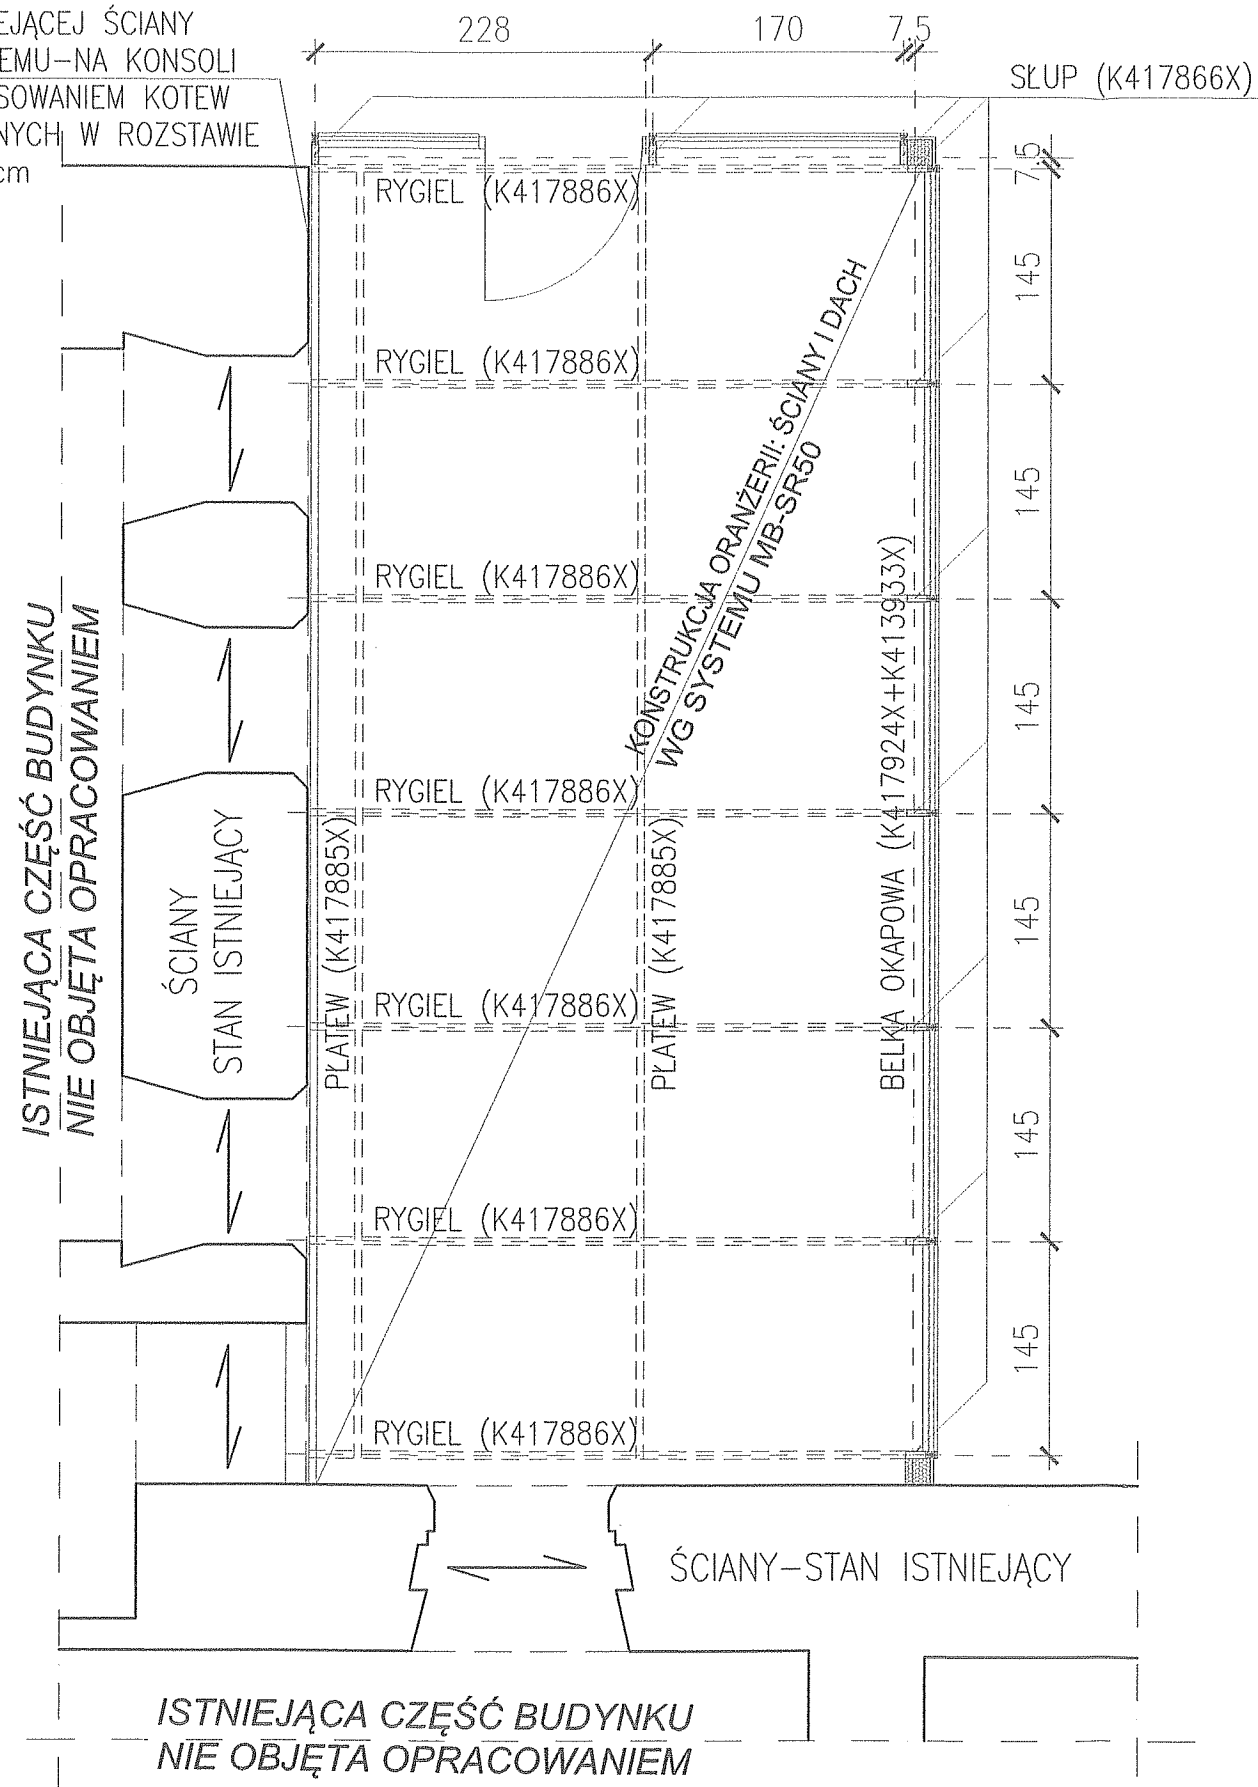 EJĄCEJ ŚCIANY
EMU-NA KONSOLI
SOWANIEM KOTEW
NYCH W ROZSTAWIE
cm
228
170
7.5
SŁUP (K417866X)
7.5
RYGIEL (K417886X)
145
RYGIEL (K417886X)
145
KONSTRUKCJA ORANŻERII: ŚCIANY I DACH
WG SYSTEMU MB-SR50
RYGIEL (K417886X)
145
ISTNIEJĄCA CZĘŚĆ BUDYNKU
NIE OBJĘTA OPRACOWANIEM
RYGIEL (K417886X)
ŚCIANY
STAN ISTNIEJĄCY
PŁATEW (K417885X)
PŁATEW (K417885X)
BELKA OKAPOWA (K417924X+K413933X)
145
RYGIEL (K417886X)
145
RYGIEL (K417886X)
145
RYGIEL (K417886X)
ŚCIANY-STAN ISTNIEJĄCY
ISTNIEJĄCA CZĘŚĆ BUDYNKU
NIE OBJĘTA OPRACOWANIEM